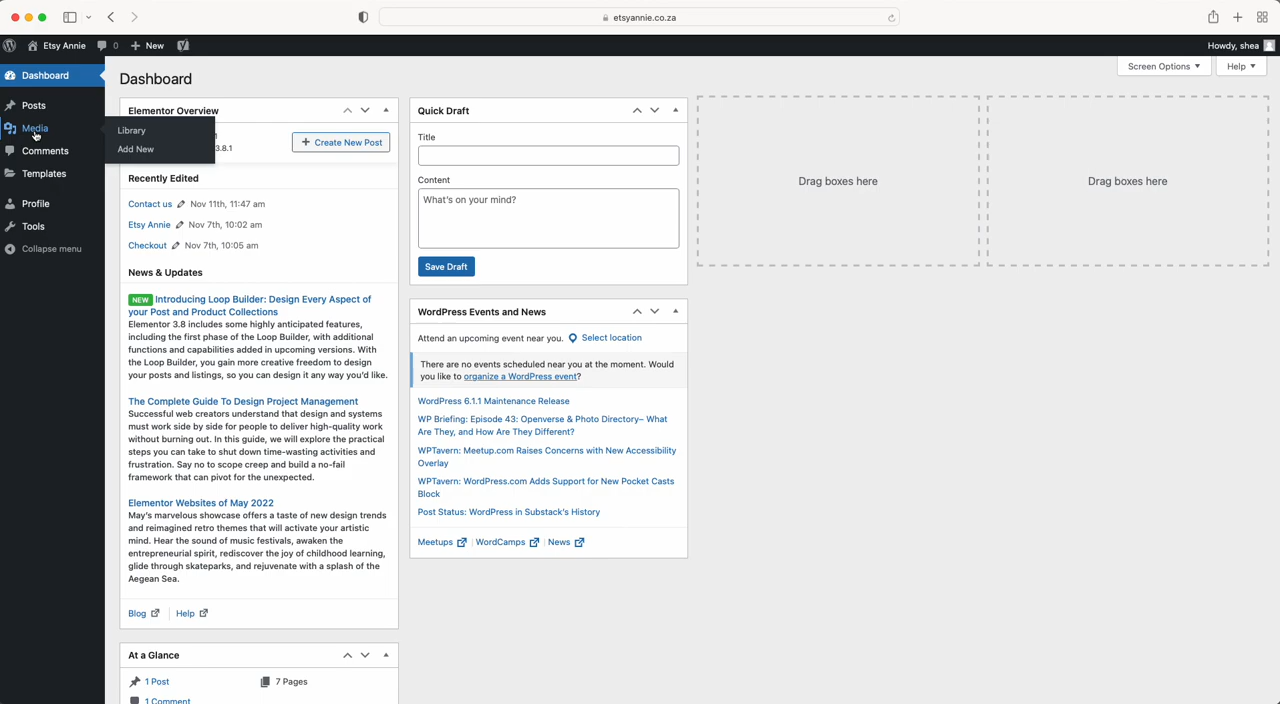 etsyannie.co.za
Etsy Annie 0 New Howdy, shea
Screen Options Help
Dashboard
Posts
Media
Library
Add New
Comments
Templates
Profile
Tools
Collapse menu
Dashboard
Elementor Overview
3.8.1
Create New Post
Recently Edited
Contact us Nov 11th, 11:47 am
Etsy Annie Nov 7th, 10:02 am
Checkout Nov 7th, 10:05 am
News & Updates
NEW Introducing Loop Builder: Design Every Aspect of
your Post and Product Collections
Elementor 3.8 includes some highly anticipated features,
including the first phase of the Loop Builder, with additional
functions and capabilities added in upcoming versions. With
the Loop Builder, you gain more creative freedom to design
your posts and listings, so you can design it any way you'd like.
The Complete Guide To Design Project Management
Successful web creators understand that design and systems
must work side by side for people to deliver high-quality work
without burning out. In this guide, we will explore the practical
steps you can take to shut down time-wasting activities and
frustration. Say no to scope creep and build a no-fail
framework that can pivot for the unexpected.
Elementor Websites of May 2022
May's marvelous showcase offers a taste of new design trends
and reimagined retro themes that will activate your artistic
mind. Hear the sound of music festivals, awaken the
entrepreneurial spirit, rediscover the joy of childhood learning,
glide through skateparks, and rejuvenate with a splash of the
Aegean Sea.
Blog Help
At a Glance
1 Post 7 Pages
1 Comment
Quick Draft
Title
Content
What's on your mind?
Save Draft
WordPress Events and News
Attend an upcoming event near you. Select location
There are no events scheduled near you at the moment. Would
you like to organize a WordPress event?
WordPress 6.1.1 Maintenance Release
WP Briefing: Episode 43: Openverse & Photo Directory– What
Are They, and How Are They Different?
WPTavern: Meetup.com Raises Concerns with New Accessibility
Overlay
WPTavern: WordPress.com Adds Support for New Pocket Casts
Block
Post Status: WordPress in Substack's History
Meetups WordCamps News
Drag boxes here
Drag boxes here